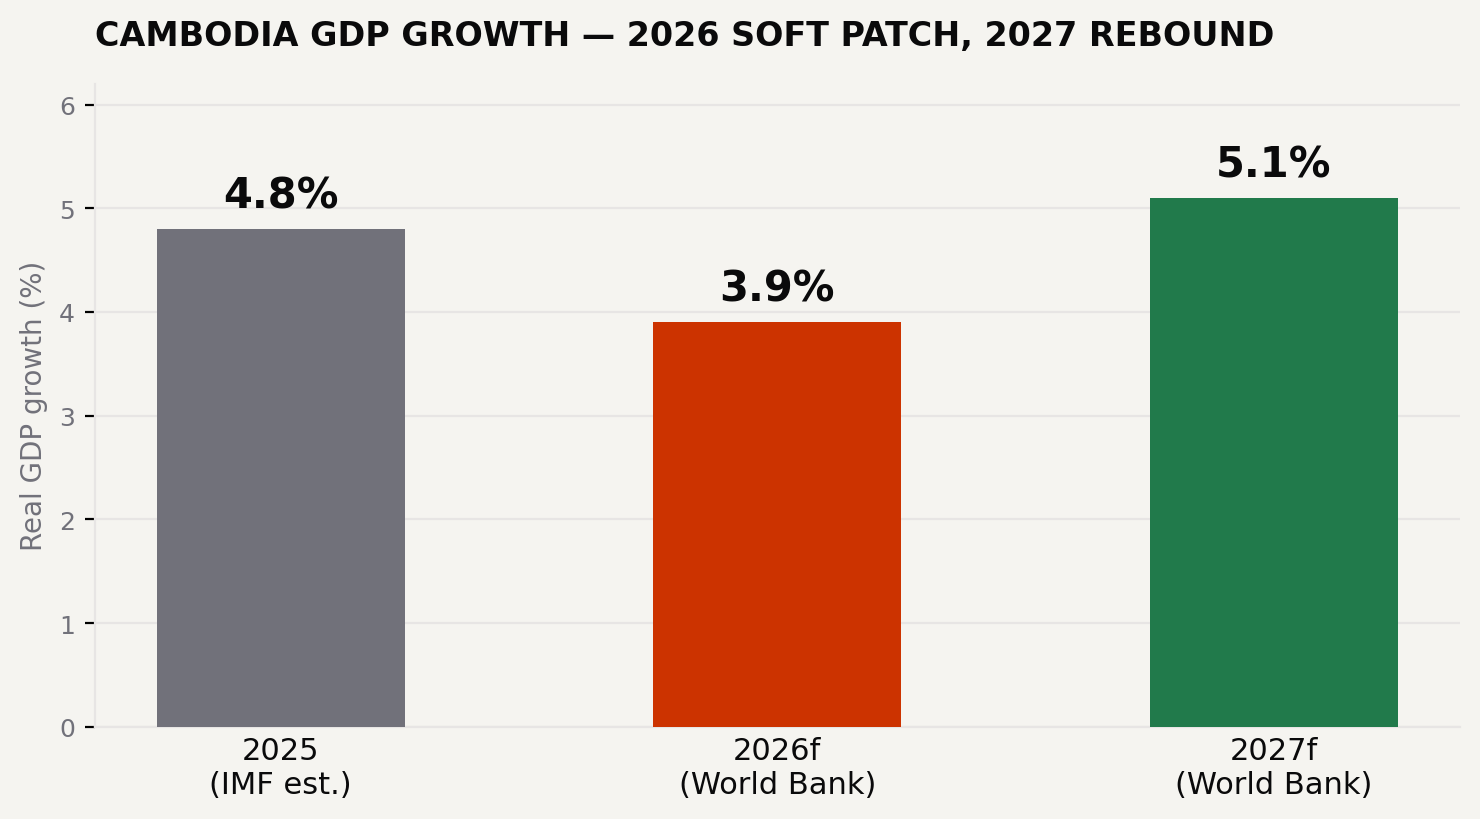 CAMBODIA GDP GROWTH — 2026 SOFT PATCH, 2027 REBOUND
Real GDP growth (%)
6
5
4
3
2
1
0
4.8%
3.9%
5.1%
2025
(IMF est.)
2026f
(World Bank)
2027f
(World Bank)